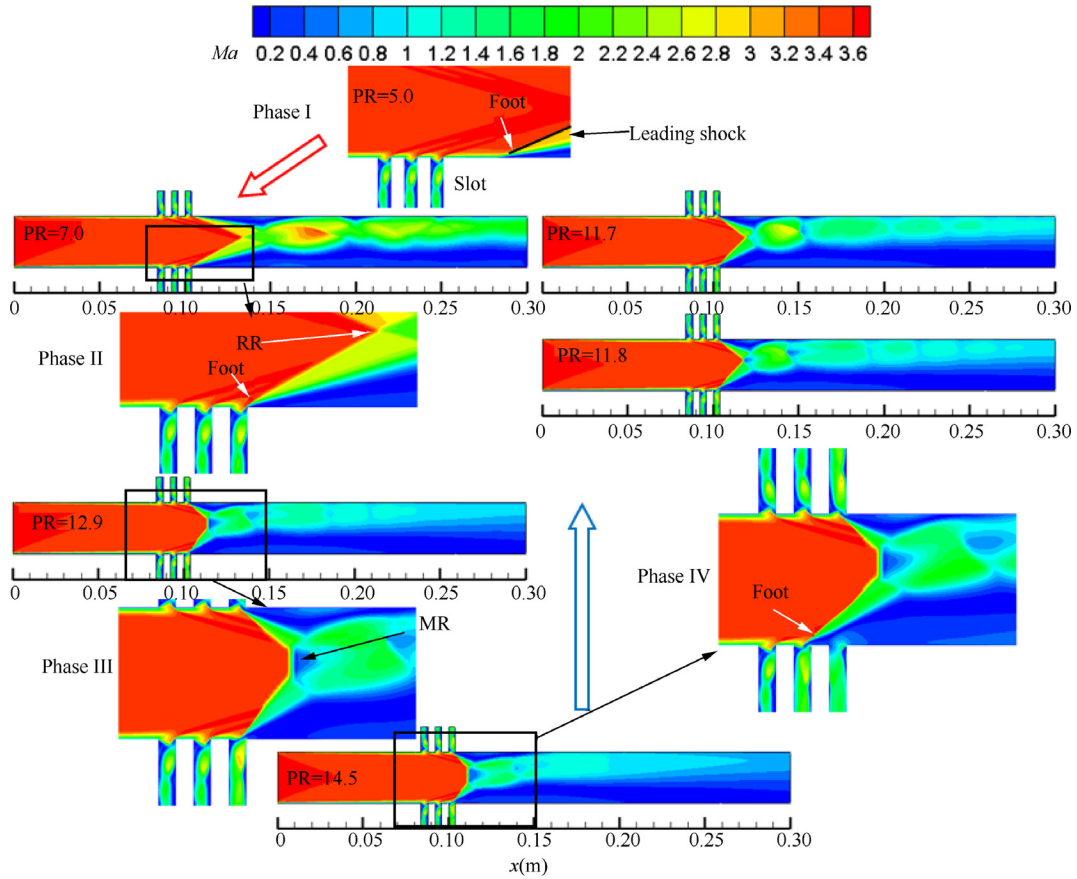 Ma 0.2 0.4 0.6 0.8 1 1.2 1.4 1.6 1.8 2 2.2 2.4 2.6 2.8 3 3.2 3.4 3.6
PR=5.0
Foot
Phase I
Leading shock
Slot
PR=7.0
PR=11.7
0 0.05 0.10 0.15 0.20 0.25 0.30
0.05 0.10 0.15 0.20 0.25 0.30
RR
Phase II
Foot
PR=11.8
0 0.05 0.10 0.15 0.20 0.25 0.30
PR=12.9
0 0.05 0.10 0.15 0.20 0.25 0.30
Phase IV
Foot
MR
Phase III
PR=14.5
0 0.05 0.10 0.15 0.20 0.25 0.30
x(m)